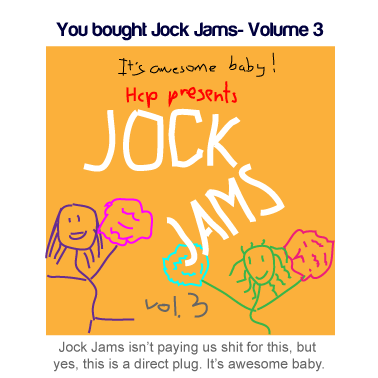 You bought Jock Jams- Volume 3
It's awesome baby!
Hcp presents
JOCK
JAMS
vol. 3
Jock Jams isn't paying us shit for this, but
yes, this is a direct plug. It's awesome baby.